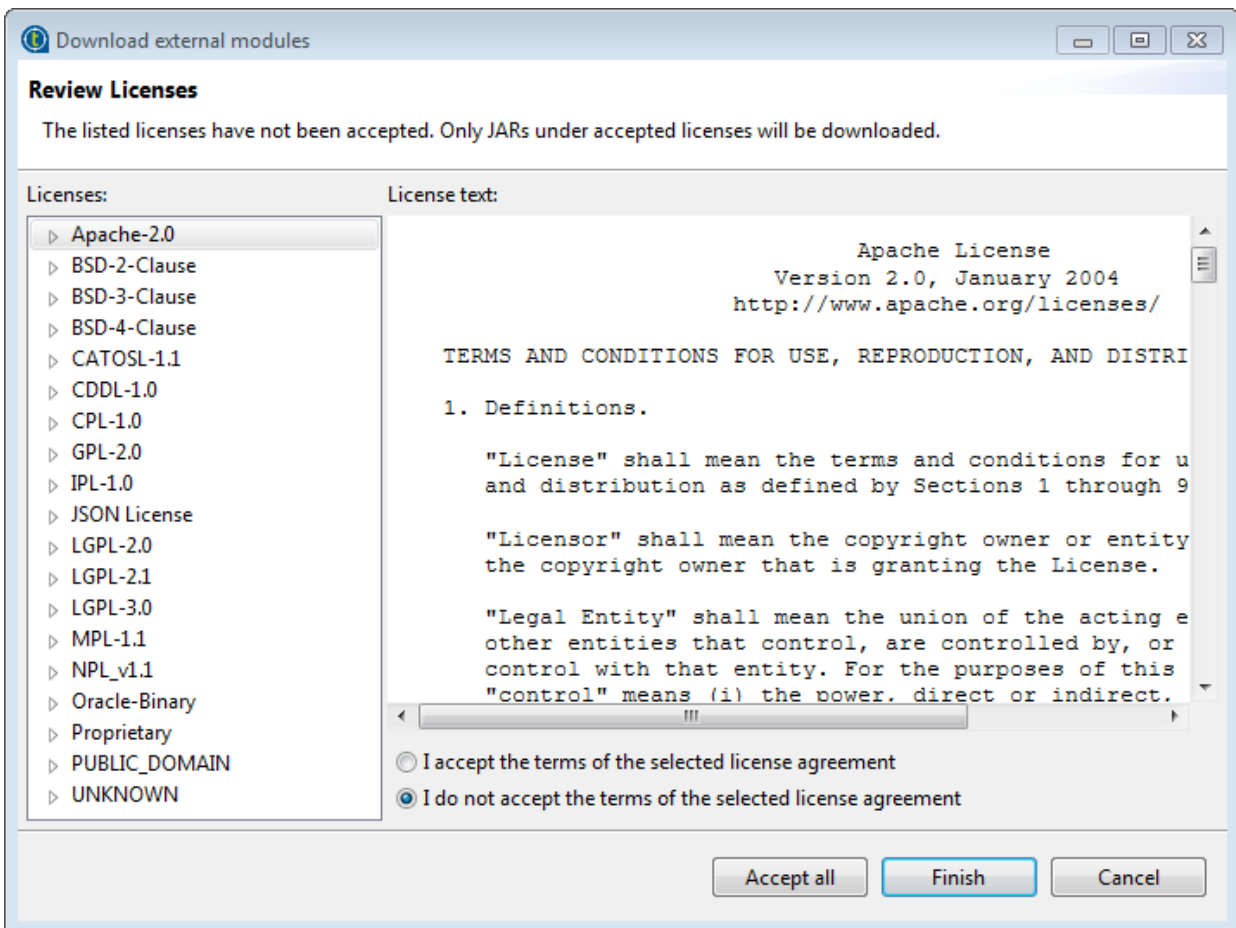 Download external modules
Review Licenses
The listed licenses have not been accepted. Only JARs under accepted licenses will be downloaded.
Licenses:
Apache-2.0
BSD-2-Clause
BSD-3-Clause
BSD-4-Clause
CATOSL-1.1
CDDL-1.0
CPL-1.0
GPL-2.0
IPL-1.0
JSON License
LGPL-2.0
LGPL-2.1
LGPL-3.0
MPL-1.1
NPL_v1.1
Oracle-Binary
Proprietary
PUBLIC_DOMAIN
UNKNOWN
License text:
Apache License
Version 2.0, January 2004
http://www.apache.org/licenses/
TERMS AND CONDITIONS FOR USE, REPRODUCTION, AND DISTRI
1. Definitions.
"License" shall mean the terms and conditions for u
and distribution as defined by Sections 1 through 9
"Licensor" shall mean the copyright owner or entity
the copyright owner that is granting the License.
"Legal Entity" shall mean the union of the acting e
other entities that control, are controlled by, or
control with that entity. For the purposes of this
"control" means (i) the power, direct or indirect,
I accept the terms of the selected license agreement
I do not accept the terms of the selected license agreement
Accept all
Finish
Cancel